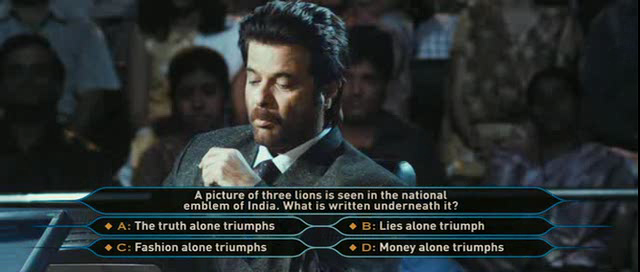 A picture of three lions is seen in the national
emblem of India. What is written underneath it?
A: The truth alone triumphs
B: Lies alone triumph
C: Fashion alone triumphs
D: Money alone triumphs